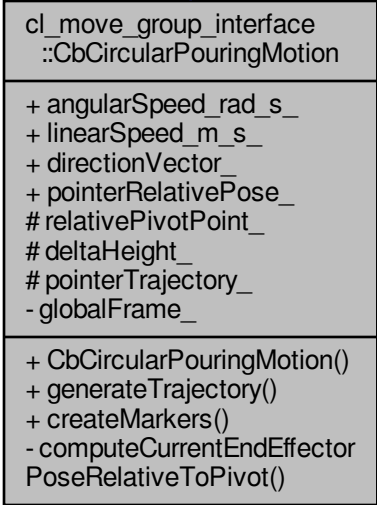 cl_move_group_interface
::CbCircularPouringMotion
+ angularSpeed_rad_s_
+ linearSpeed_m_s_
+ directionVector_
+ pointerRelativePose_
# relativePivotPoint_
# deltaHeight_
# pointerTrajectory_
- globalFrame_
+ CbCircularPouringMotion()
+ generateTrajectory()
+ createMarkers()
- computeCurrentEndEffector
PoseRelativeToPivot()